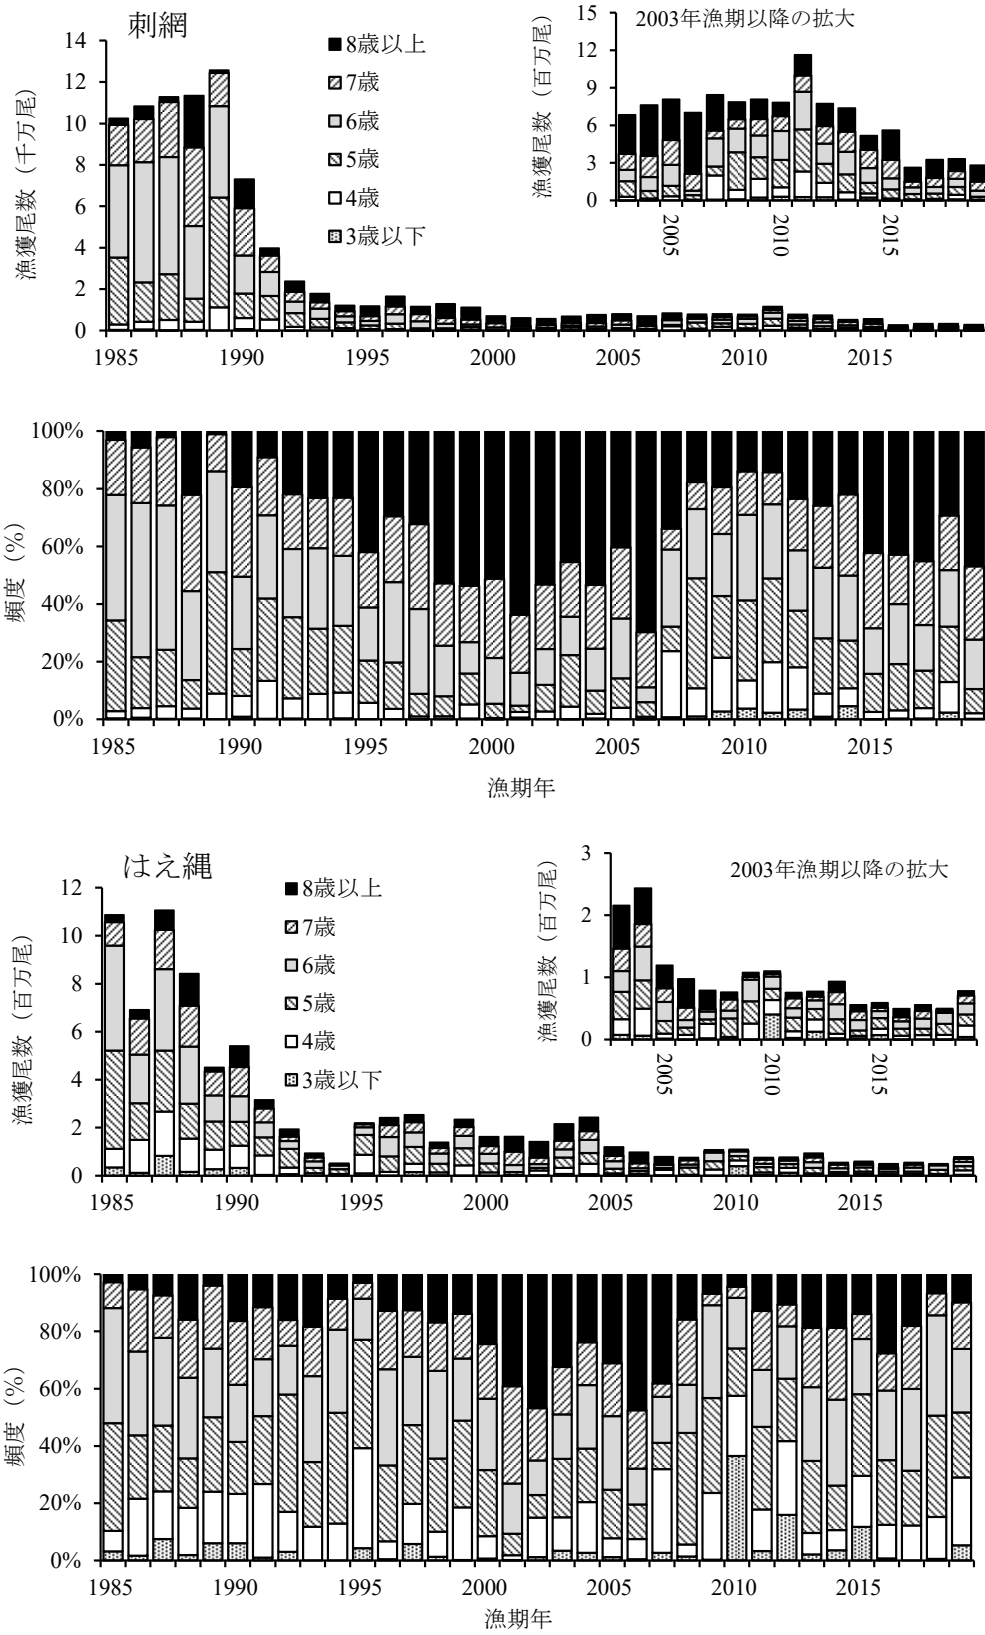 刺網
漁獲尾数（千万尾）
14
12
10
8
6
4
2
0
8歳以上
7歳
6歳
5歳
4歳
3歳以下
1985
1990
1995
2000
2005
2010
2015
2003年漁期以降の拡大
漁獲尾数（百万尾）
15
12
9
6
3
0
2005
2010
2015
頻度（%）
100%
80%
60%
40%
20%
0%
1985
1990
1995
2000
2005
2010
2015
漁期年
はえ縄
漁獲尾数（百万尾）
12
10
8
6
4
2
0
8歳以上
7歳
6歳
5歳
4歳
3歳以下
1985
1990
1995
2000
2005
2010
2015
2003年漁期以降の拡大
漁獲尾数（百万尾）
3
2
1
0
2005
2010
2015
頻度（%）
100%
80%
60%
40%
20%
0%
1985
1990
1995
2000
2005
2010
2015
漁期年